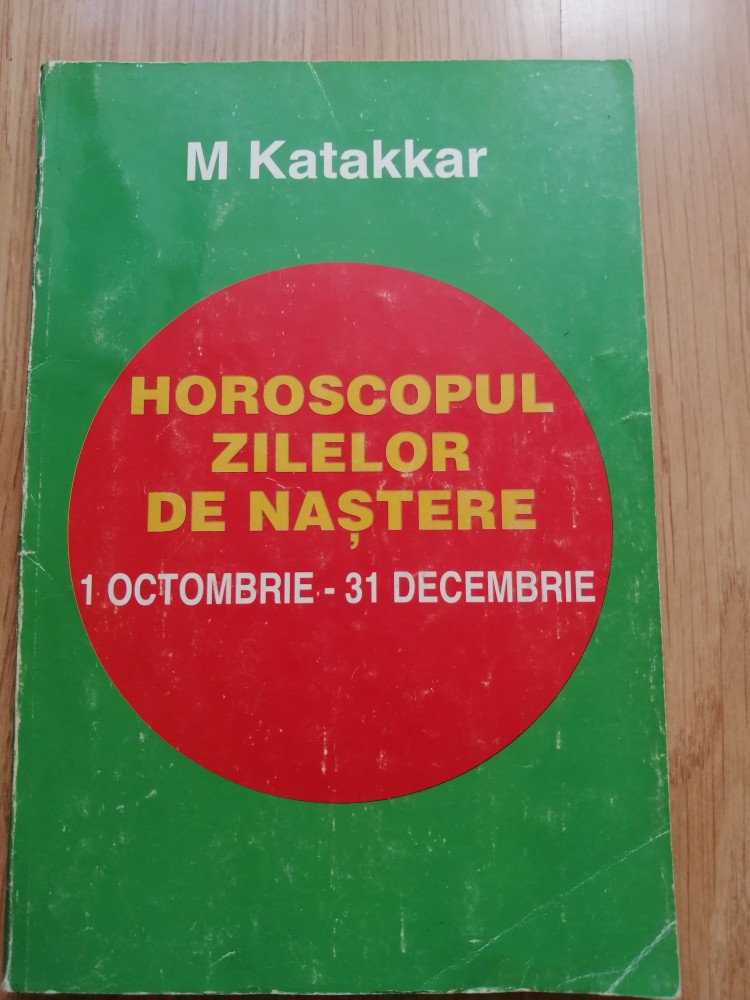 M Katakkar
HOROSCOPUL
ZILELOR
DE NAȘTERE
1 OCTOMBRIE - 31 DECEMBRIE